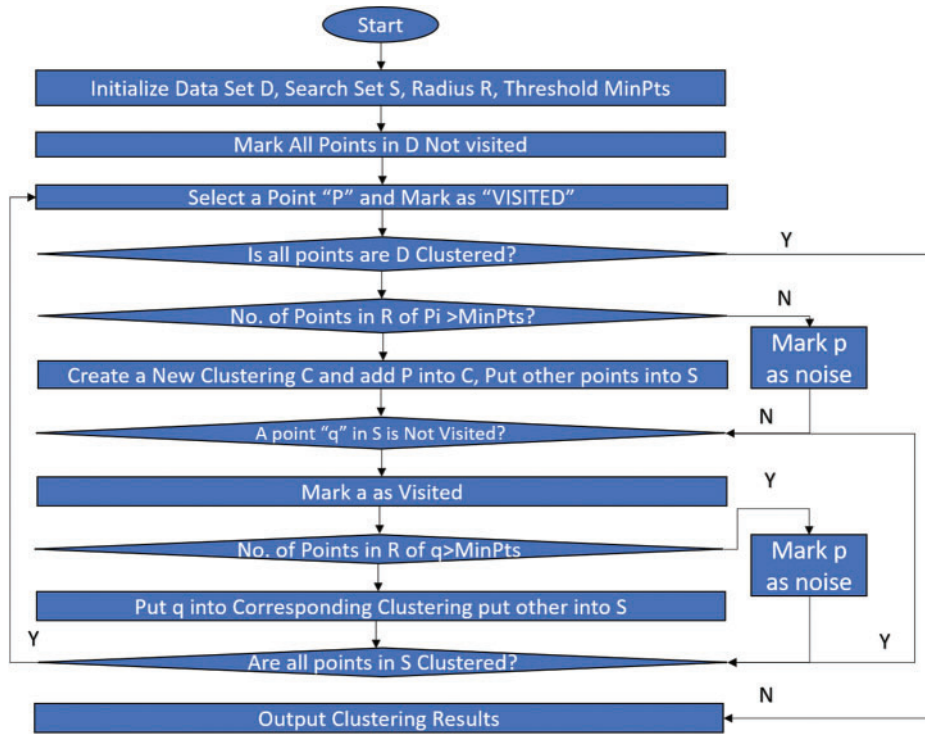 Start
Initialize Data Set D, Search Set S, Radius R, Threshold MinPts
Mark All Points in D Not visited
Select a Point “P” and Mark as “VISITED”
Is all points are D Clustered?
Y
No. of Points in R of Pi >MinPts?
N
Mark p
as noise
Create a New Clustering C and add P into C, Put other points into S
A point “q” in S is Not Visited?
N
Mark a as Visited
Y
No. of Points in R of q>MinPts
Mark p
as noise
Put q into Corresponding Clustering put other into S
Y
Are all points in S Clustered?
Y
Output Clustering Results
N